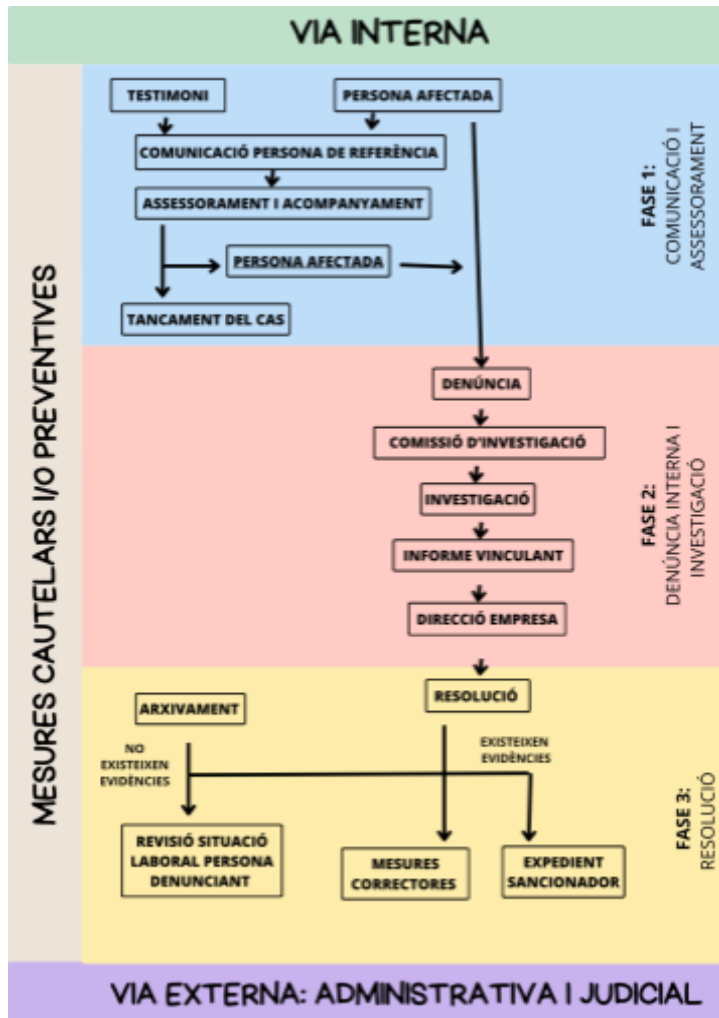 VIA INTERNA
MESURES CAUTELARS I/O PREVENTIVES
TESTIMONI
PERSONA AFECTADA
COMUNICACIÓ PERSONA DE REFERÈNCIA
ASSESSORAMENT I ACOMPANYAMENT
PERSONA AFECTADA
TANCAMENT DEL CAS
FASE 1:
COMUNICACIÓ I
ASSESSORAMENT
DENÚNCIA
COMISSIÓ D'INVESTIGACIÓ
INVESTIGACIÓ
INFORME VINCULANT
DIRECCIÓ EMPRESA
FASE 2:
DENÚNCIA INTERNA I
INVESTIGACIÓ
RESOLUCIÓ
ARXIVAMENT
NO
EXISTEIXEN
EVIDÈNCIES
EXISTEIXEN
EVIDÈNCIES
REVISIÓ SITUACIÓ
LABORAL PERSONA
DENUNCIANT
MESURES
CORRECTORES
EXPEDIENT
SANCIONADOR
FASE 3:
RESOLUCIÓ
VIA EXTERNA: ADMINISTRATIVA I JUDICIAL